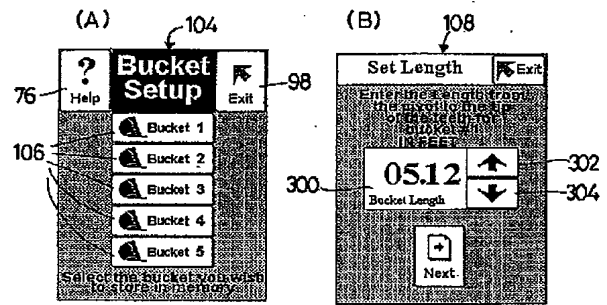 (A)
104
76
?
Help
Bucket
Setup
Exit
98
106
Bucket 1
Bucket 2
Bucket 3
Bucket 4
Bucket 5
Select the bucket you wish
to store in memory
(B)
108
Set Length
Exit
Enter the Length from
the pivot to the tip
of the teeth for
bucket #1
IN FEET
300
05.12
Bucket Length
302
304
Next